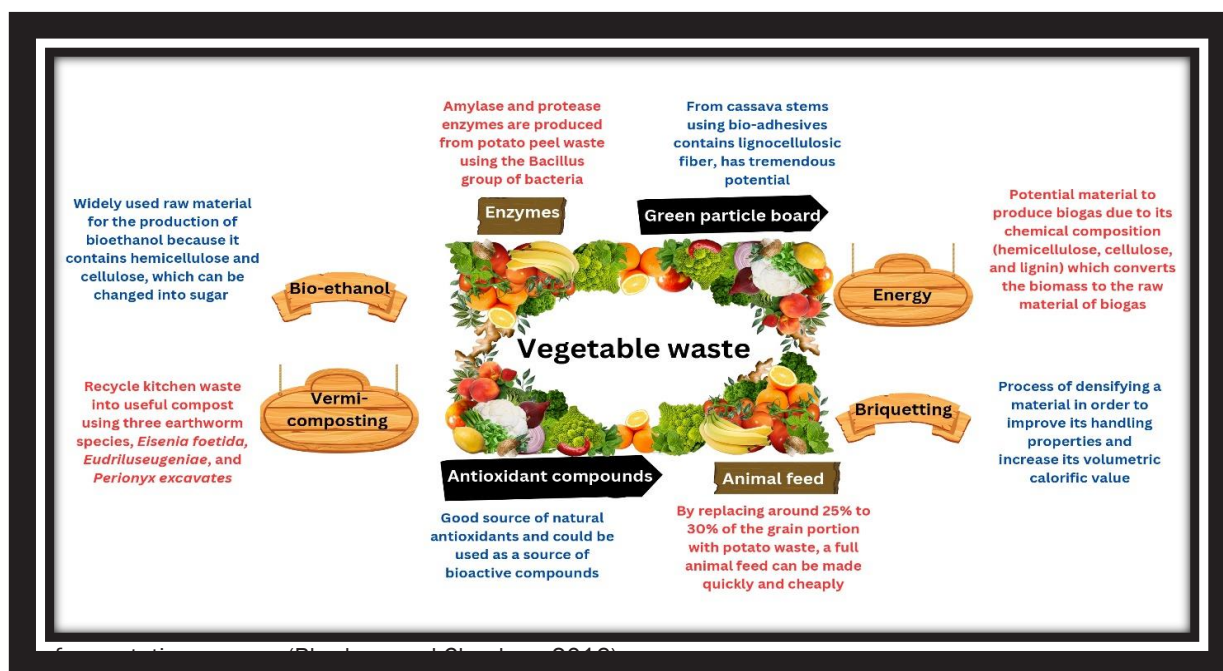 Amylase and protease
enzymes are produced
from potato peel waste
using the Bacillus
group of bacteria
Enzymes
From cassava stems
using bio-adhesives
contains lignocellulosic
fiber, has tremendous
potential
Green particle board
Widely used raw material
for the production of
bioethanol because it
contains hemicellulose and
cellulose, which can be
changed into sugar
Bio-ethanol
Potential material to
produce biogas due to its
chemical composition
(hemicellulose, cellulose,
and lignin) which converts
the biomass to the raw
material of biogas
Energy
Vegetable waste
Recycle kitchen waste
into useful compost
using three earthworm
species, Eisenia foetida,
Eudriluseugeniae, and
Perionyx excavates
Vermi-
composting
Process of densifying a
material in order to
improve its handling
properties and
increase its volumetric
calorific value
Briquetting
Antioxidant compounds
Good source of natural
antioxidants and could be
used as a source of
bioactive compounds
Animal feed
By replacing around 25% to
30% of the grain portion
with potato waste, a full
animal feed can be made
quickly and cheaply